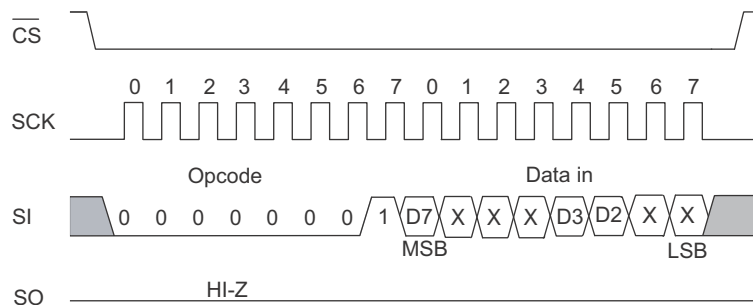 CS
0 1 2 3 4 5 6 7 0 1 2 3 4 5 6 7
SCK
Opcode Data in
SI 0 0 0 0 0 0 0 1 D7 X X X D3 D2 X X
MSB LSB
HI-Z
SO